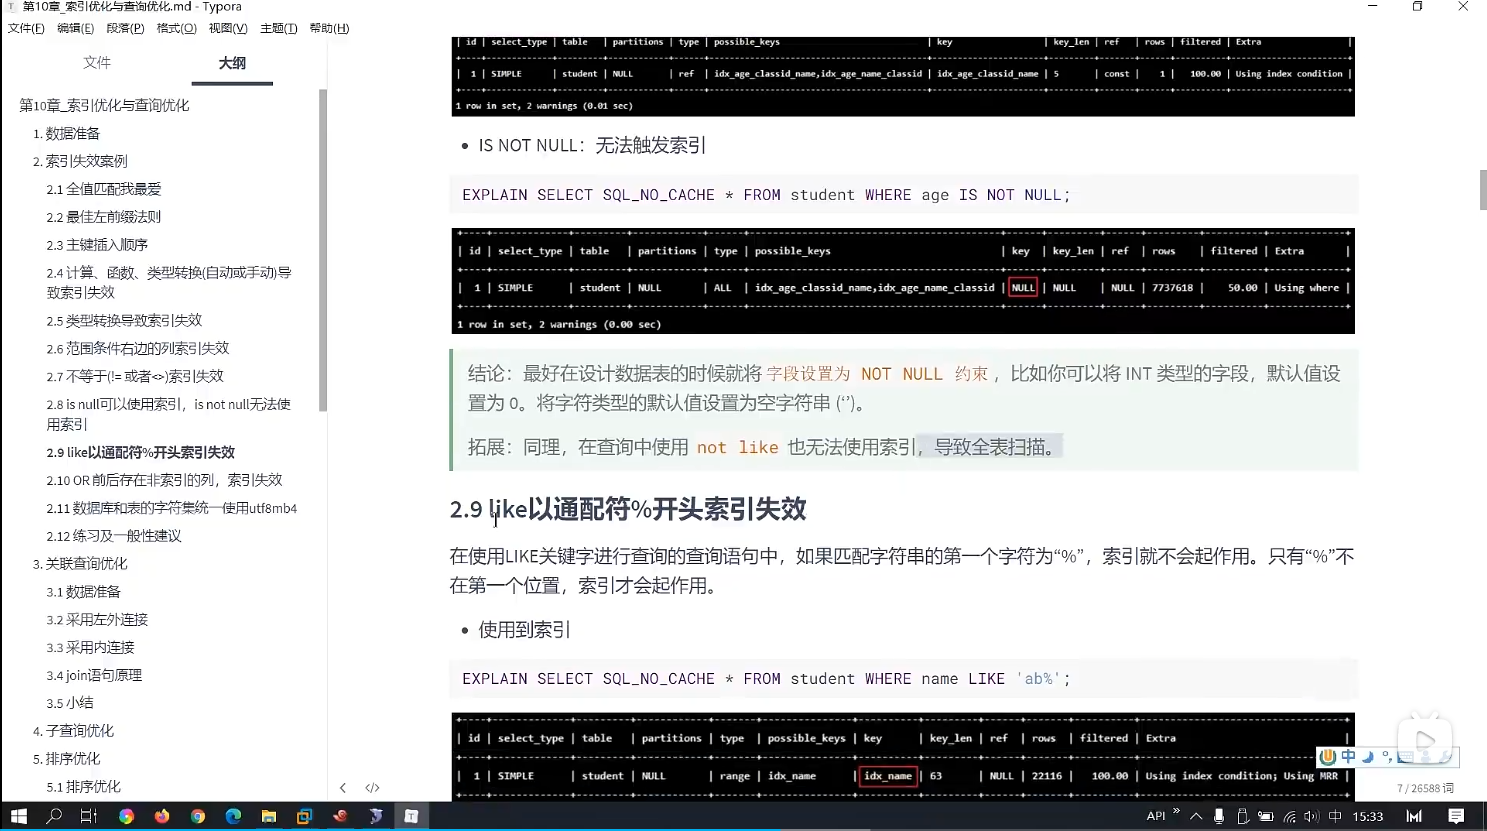 第10章_索引优化与查询优化.md - Typora
文件(F) 编辑(E) 段落(P) 格式(O) 视图(V) 主题(T) 帮助(H)
文件 大纲
第10章_索引优化与查询优化
1. 数据准备
2. 索引失效案例
2.1 全值匹配我最爱
2.2 最佳左前缀法则
2.3 主键插入顺序
2.4 计算、函数、类型转换(自动或手动)导
致索引失效
2.5 类型转换导致索引失效
2.6 范围条件右边的列索引失效
2.7 不等于(!= 或者<>)索引失效
2.8 is null可以使用索引，is not null无法使
用索引
2.9 like以通配符%开头索引失效
2.10 OR 前后存在非索引的列，索引失效
2.11 数据库和表的字符集统一使用utf8mb4
2.12 练习及一般性建议
3. 关联查询优化
3.1 数据准备
3.2 采用左外连接
3.3 采用内连接
3.4 join语句原理
3.5 小结
4. 子查询优化
5. 排序优化
5.1 排序优化
| id | select_type | table | partitions | type | possible_keys | key | key_len | ref | rows | filtered | Extra |
| 1 | SIMPLE | student | NULL | ref | idx_age_classid_name,idx_age_name_classid | idx_age_classid_name | 5 | const | 1 | 100.00 | Using index condition |
1 row in set, 2 warnings (0.01 sec)
• IS NOT NULL：无法触发索引
EXPLAIN SELECT SQL_NO_CACHE * FROM student WHERE age IS NOT NULL;
| id | select_type | table | partitions | type | possible_keys | key | key_len | ref | rows | filtered | Extra |
| 1 | SIMPLE | student | NULL | ALL | idx_age_classid_name,idx_age_name_classid | NULL | NULL | NULL | 7737618 | 50.00 | Using where |
1 row in set, 2 warnings (0.00 sec)
结论：最好在设计数据表的时候就将 字段设置为 NOT NULL 约束 ，比如你可以将 INT 类型的字段，默认值设
置为 0。将字符类型的默认值设置为空字符串 ('')。
拓展：同理，在查询中使用 not like 也无法使用索引，导致全表扫描。
2.9 like以通配符%开头索引失效
在使用LIKE关键字进行查询的查询语句中，如果匹配字符串的第一个字符为“%”，索引就不会起作用。只有“%”不
在第一个位置，索引才会起作用。
• 使用到索引
EXPLAIN SELECT SQL_NO_CACHE * FROM student WHERE name LIKE 'ab%';
| id | select_type | table | partitions | type | possible_keys | key | key_len | ref | rows | filtered | Extra |
| 1 | SIMPLE | student | NULL | range | idx_name | idx_name | 63 | NULL | 22116 | 100.00 | Using index condition; Using MRR |
中
7 / 26588 词
API 中 15:33